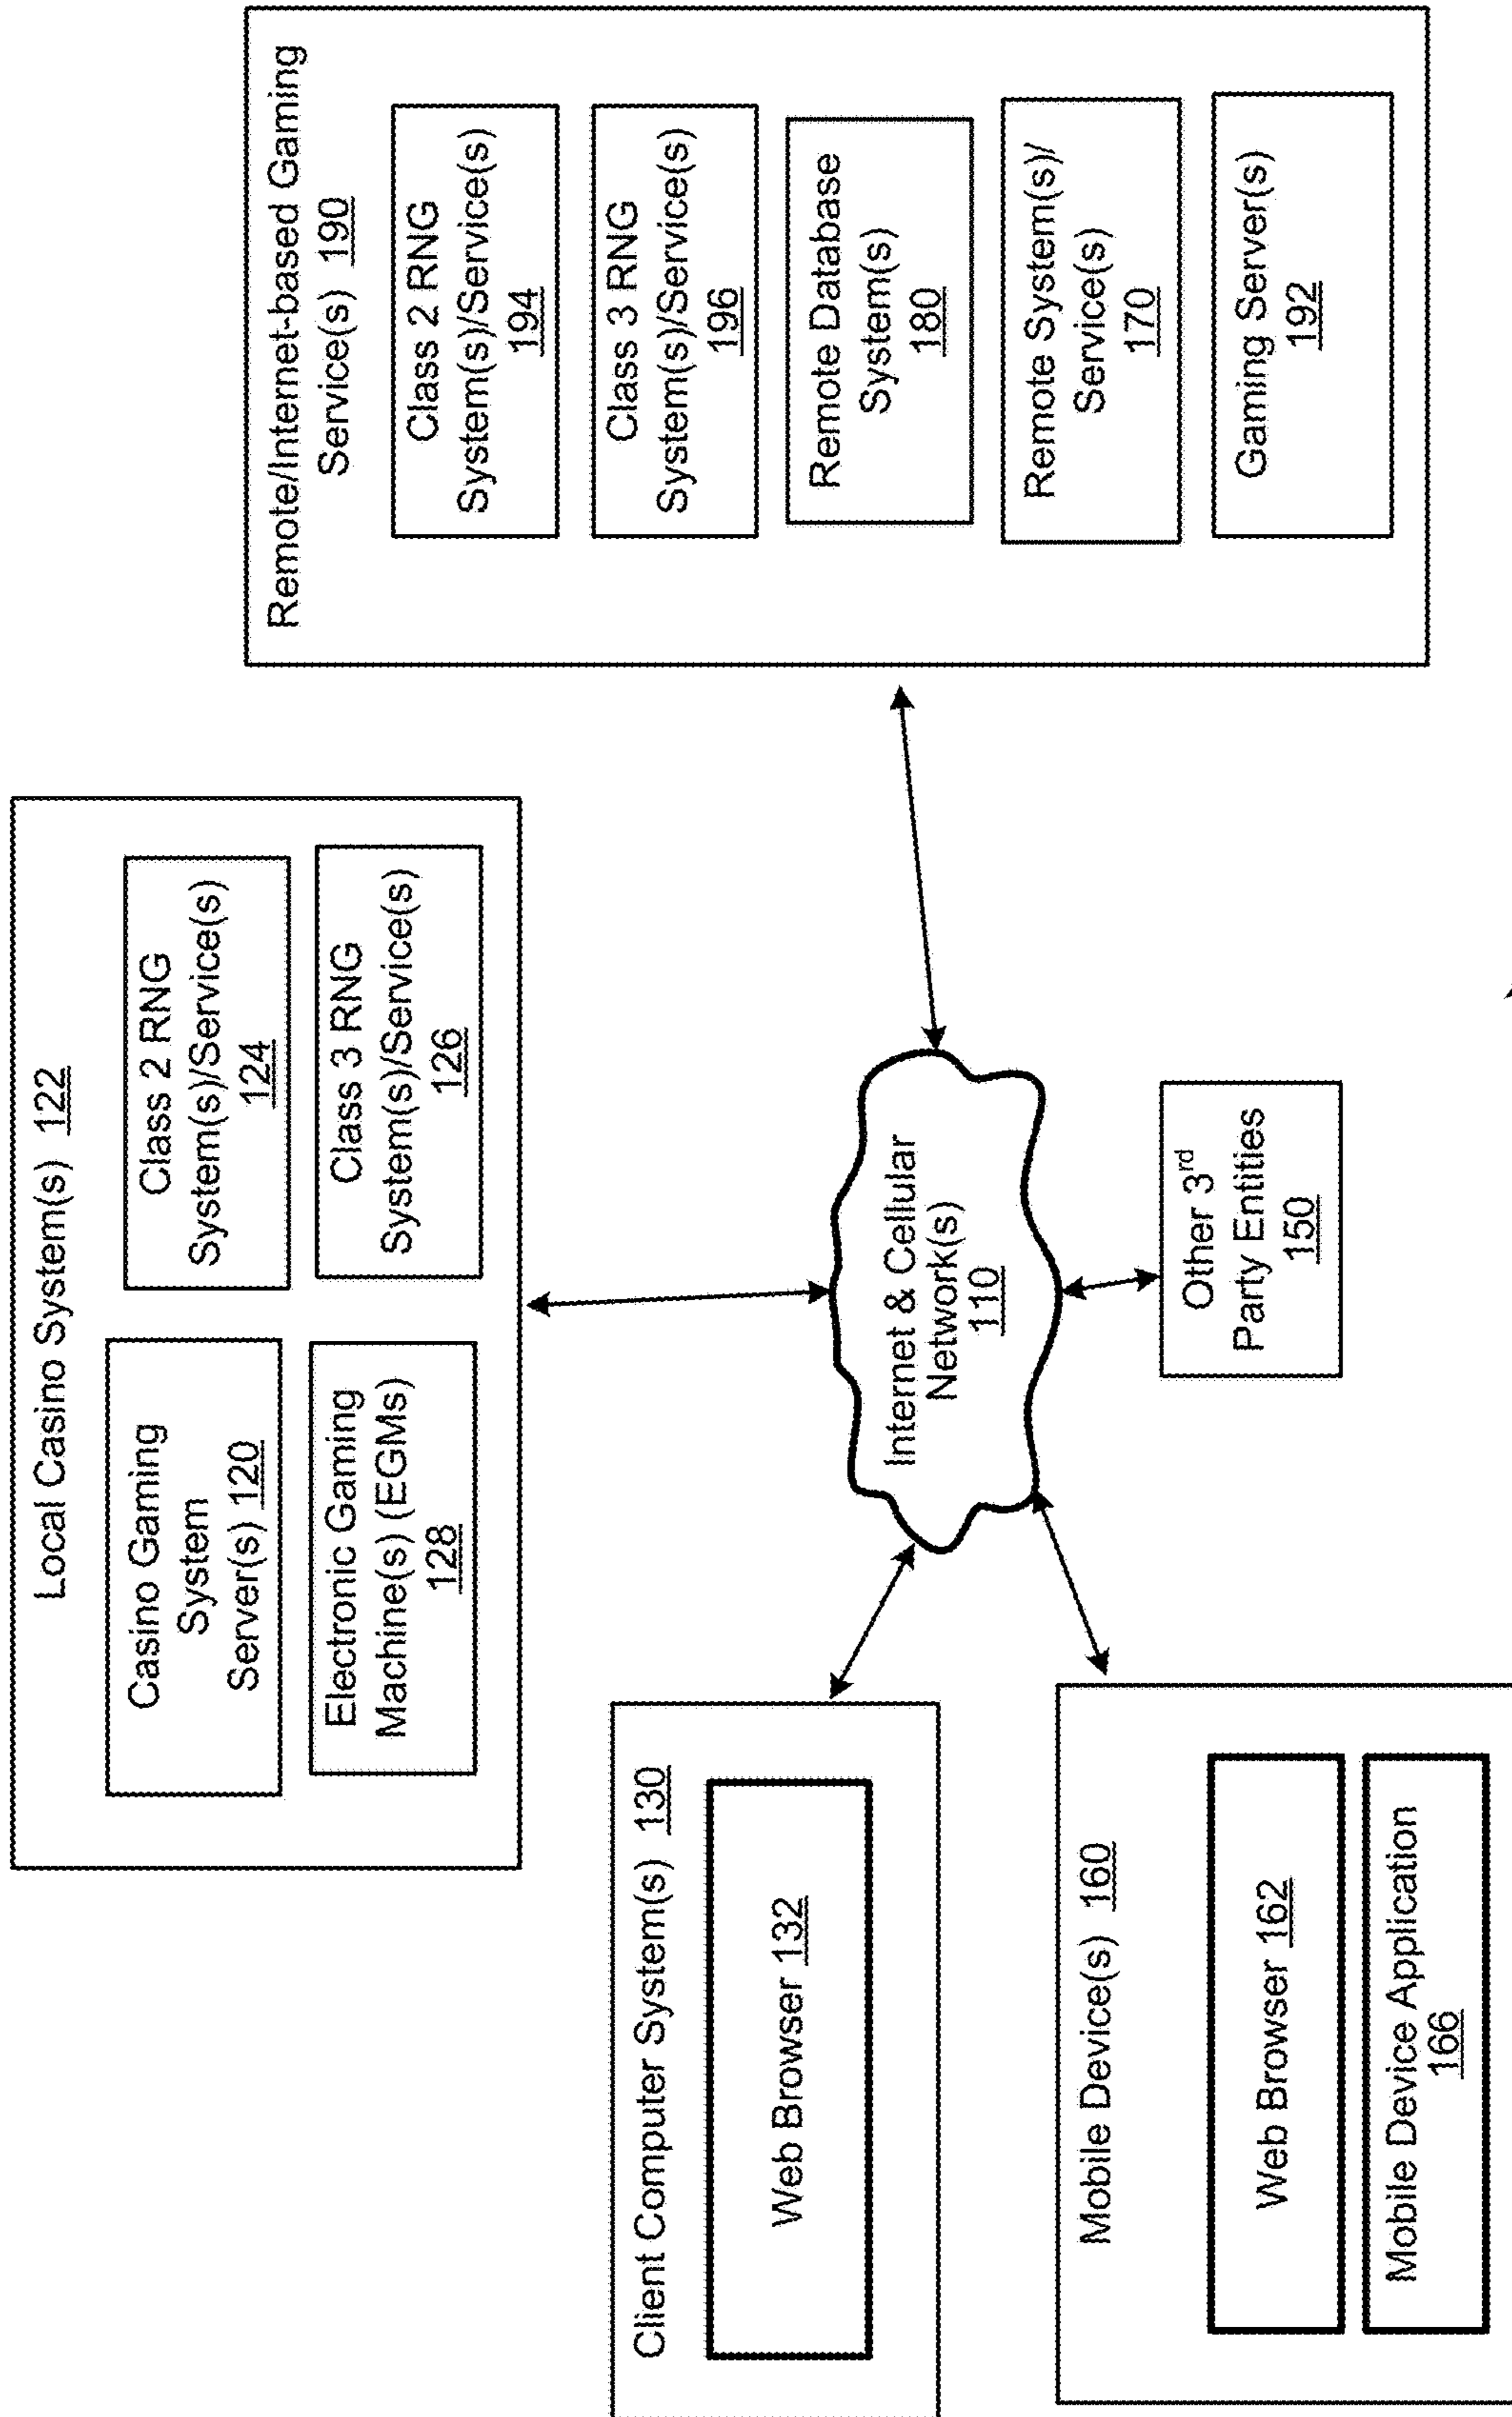 Local Casino System(s) 122
Casino Gaming
System
Server(s) 120
Class 2 RNG
System(s)/Service(s)
124
Electronic Gaming
Machine(s) (EGMs)
128
Class 3 RNG
System(s)/Service(s)
126
Client Computer System(s) 130
Web Browser 132
Mobile Device(s) 160
Web Browser 162
Mobile Device Application
166
Internet & Cellular
Network(s)
110
Other 3rd
Party Entities
150
Remote/Internet-based Gaming
Service(s) 190
Class 2 RNG
System(s)/Service(s)
194
Class 3 RNG
System(s)/Service(s)
196
Remote Database
System(s)
180
Remote System(s)/
Service(s)
170
Gaming Server(s)
192